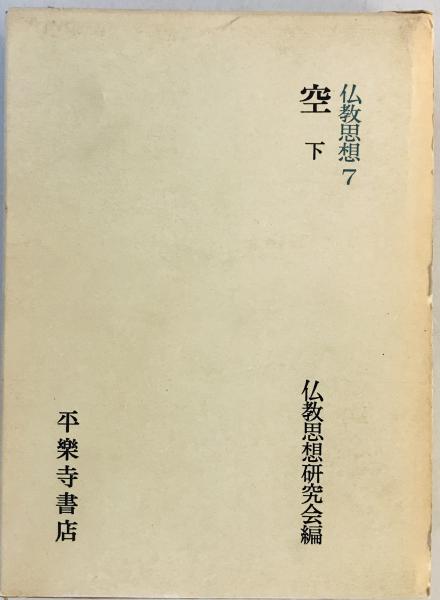 仏教思想 7
空 下
仏教思想研究会編
平樂寺書店